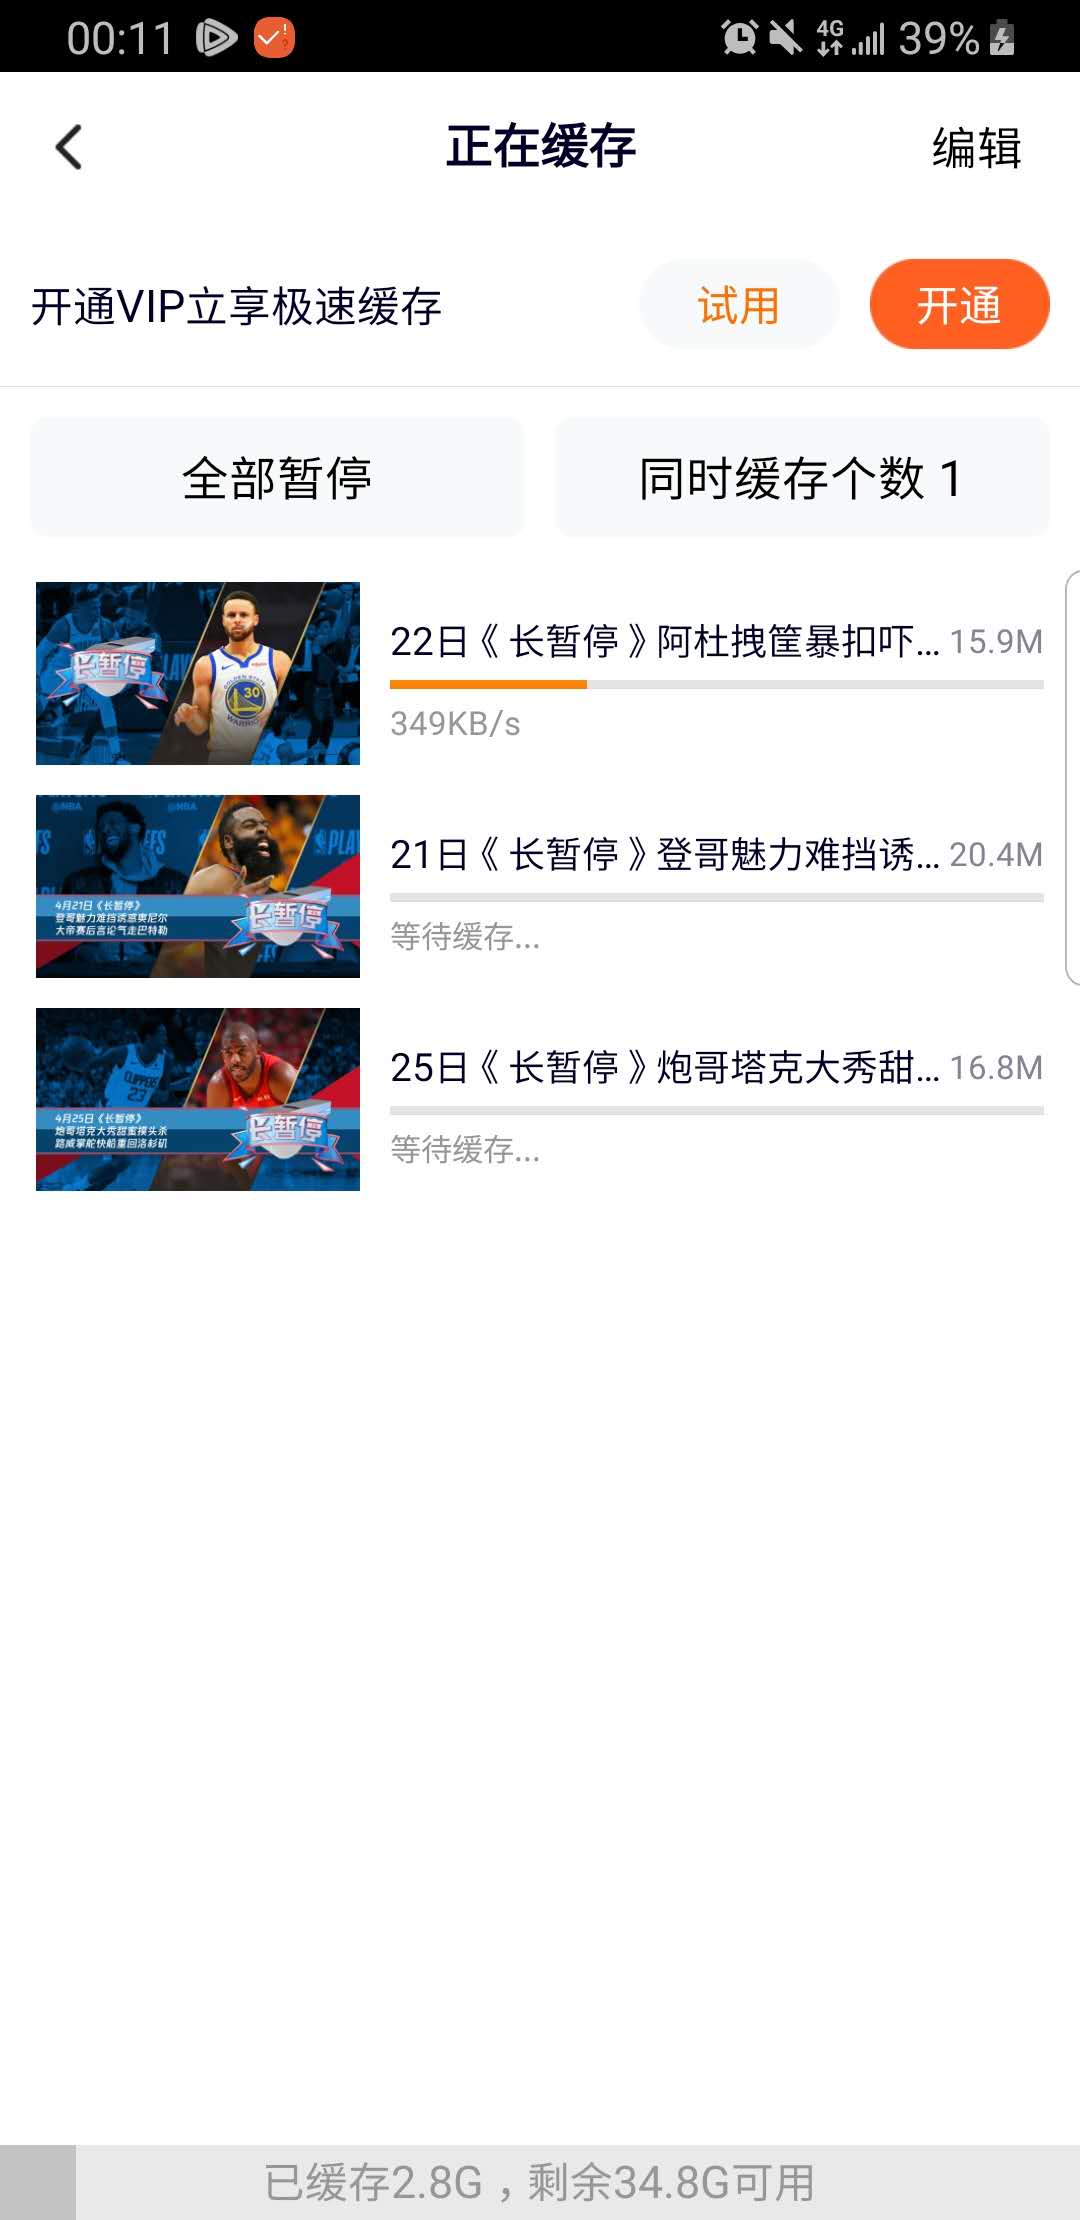 00:11 4G 39%
正在缓存
编辑
开通VIP立享极速缓存
试用
开通
全部暂停
同时缓存个数 1
长暂停
GOLDEN STATE
30
WARRIORS
22日《长暂停》阿杜拽筐暴扣吓... 15.9M
349KB/s
@NBA @NBA
4月21日《长暂停》
登哥魅力难挡诱惑奥尼尔
大帝赛后言论气走巴特勒
长暂停
21日《长暂停》登哥魅力难挡诱... 20.4M
等待缓存...
CLIPPERS
23
4月25日《长暂停》
炮哥塔克大秀甜蜜摸头杀
路威掌舵快船重回洛杉矶
长暂停
25日《长暂停》炮哥塔克大秀甜... 16.8M
等待缓存...
已缓存2.8G，剩余34.8G可用